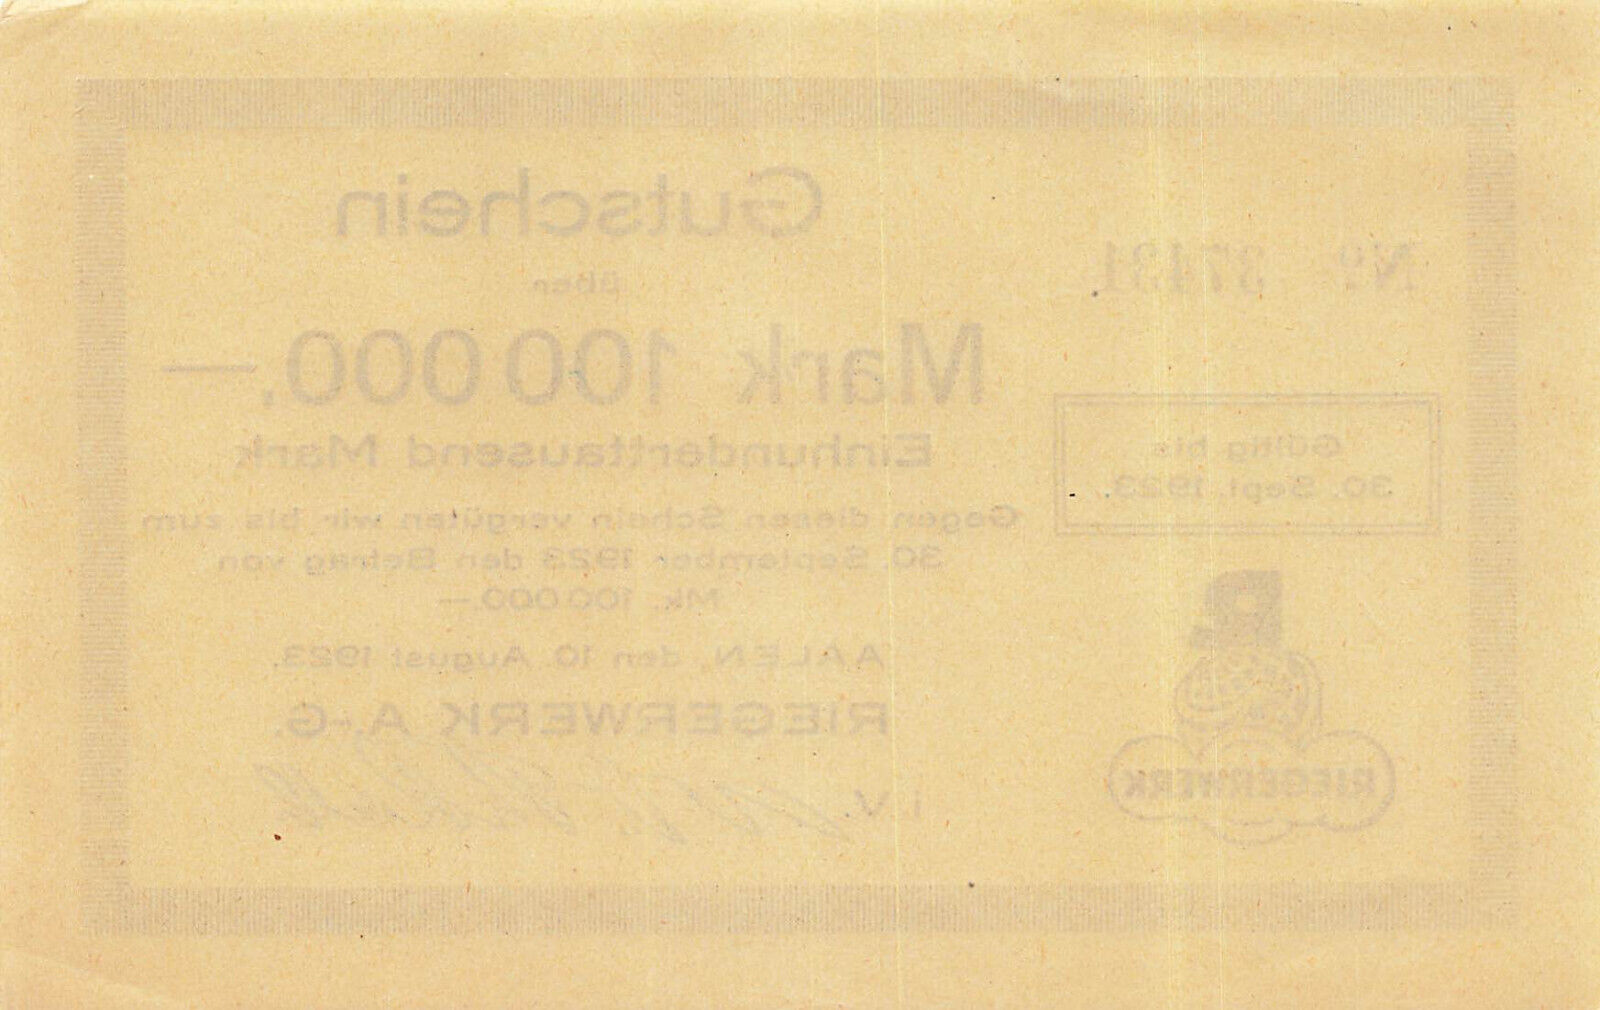 Nº 37431
Gutschein
über
Mark 100 000,—
Einhunderttausend Mark
Gegen diesen Schein vergüten wir bis zum
30. September 1923 den Betrag von
Mk. 100 000.—
AALEN, den 10. August 1923.
RIEGERWERK A.-G.
i. V.
Gültig bis
30. Sept. 1923.
RIEGERWERK